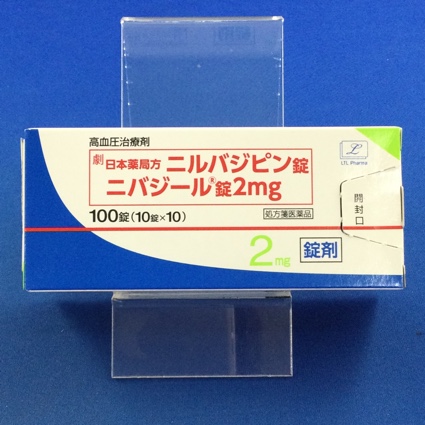 高血圧治療剤
劇 日本薬局方 ニルバジピン錠
ニバジール®錠2mg
100錠(10錠×10)
処方箋医薬品
2mg 錠剤
LTL Pharma
開封口